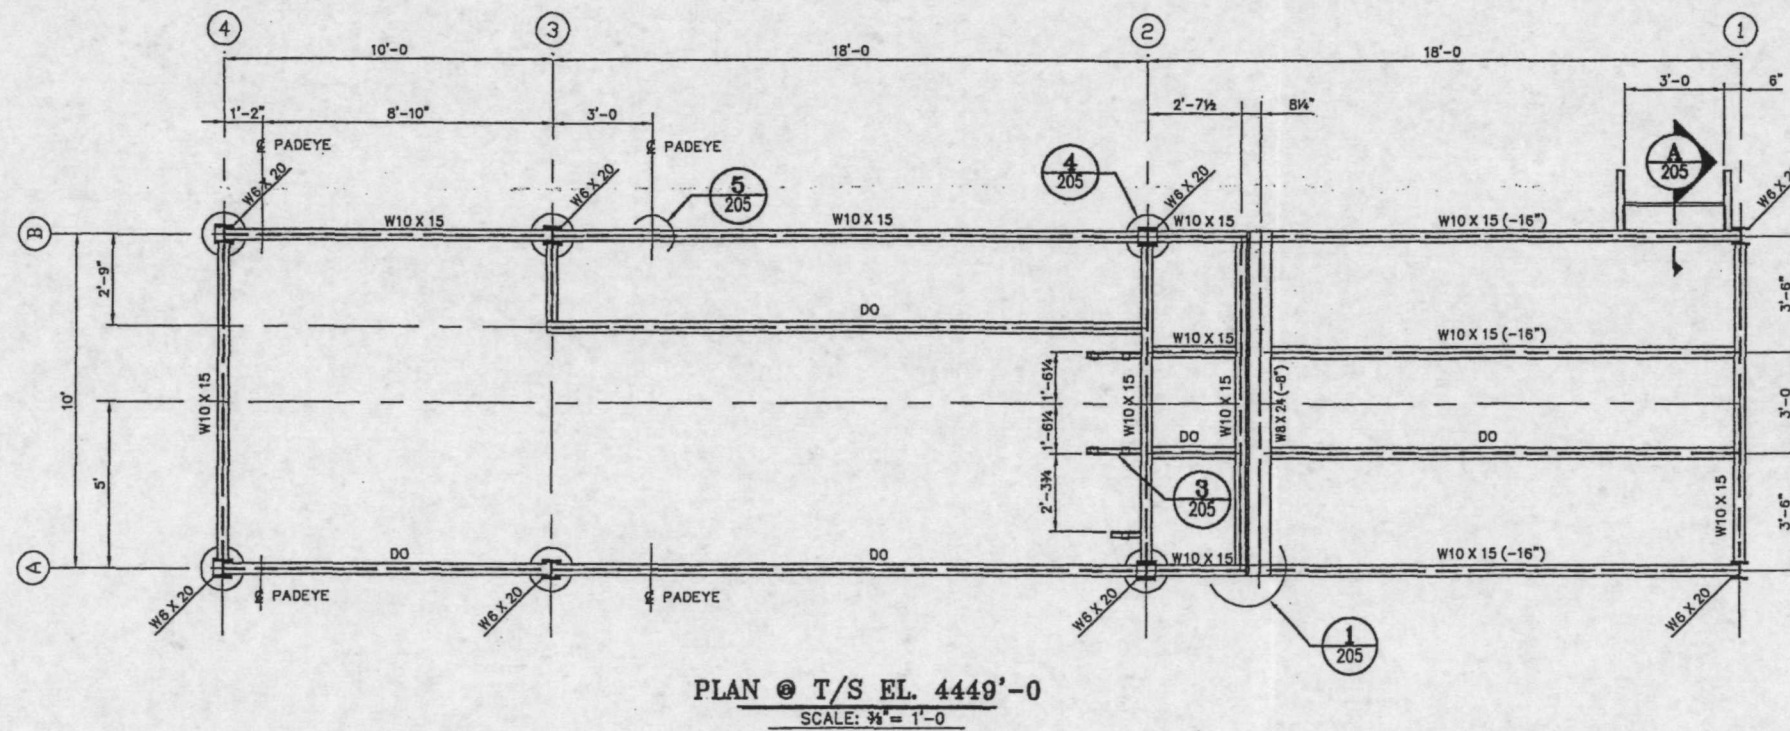 4 3 2 1
10'-0 18'-0 18'-0
3'-0 6"
1'-2" 8'-10" 3'-0 2'-7½ 8¼"
℄ PADEYE ℄ PADEYE
A
205
4
205
5
205
W6 X 20 W6 X 20 W6 X 20
B
W10 X 15 W10 X 15 W10 X 15 W10 X 15 (-16")
2'-9"
3'-6"
DO
W10 X 15 W10 X 15 (-16")
10'
W10 X 15
1'-6¼ 1'-6¼
W10 X 15
W10 X 15
3'-0
DO DO
5'
2'-3¾
3
205
W10 X 15
3'-6"
A
DO DO W10 X 15 W10 X 15 (-16")
℄ PADEYE ℄ PADEYE
W6 X 20 W6 X 20 W6 X 20 W6 X 20
1
205
PLAN @ T/S EL. 4449'-0
SCALE: ⅜"= 1'-0